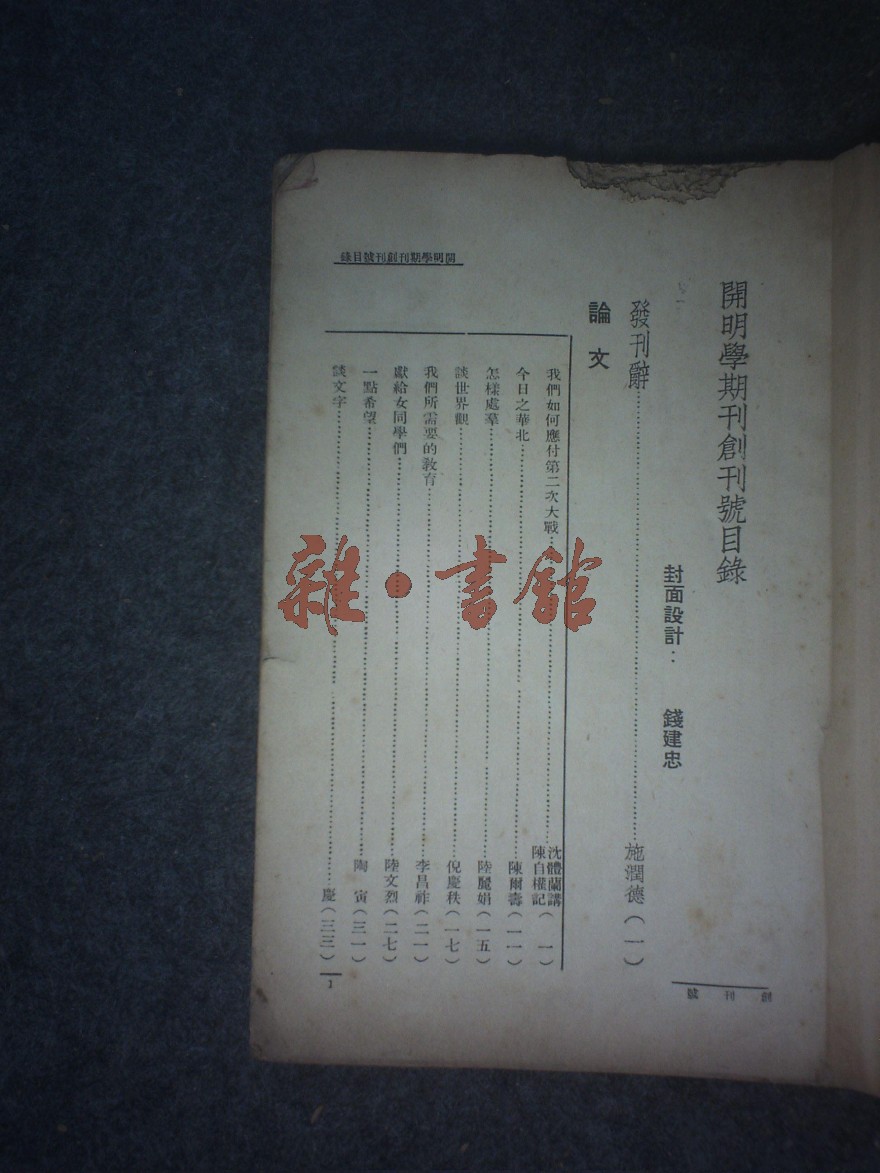 開明學期刊創刊號目錄
封面設計： 錢建忠
發刊辭……施潤德（一）
論文
我們如何應付第二次大戰……沈體蘭講 陳自權記（一）
今日之華北……陳爾壽（一一）
怎樣處羣……陸麗娟（一五）
談世界觀……倪慶秩（一七）
我們所需要的教育……李昌祚（二一）
獻給女同學們……陸文烈（二七）
一點希望……陶寅（三一）
談文字……慶（三三）
開明學期刊創刊號目錄
1
創刊號
雜·書館